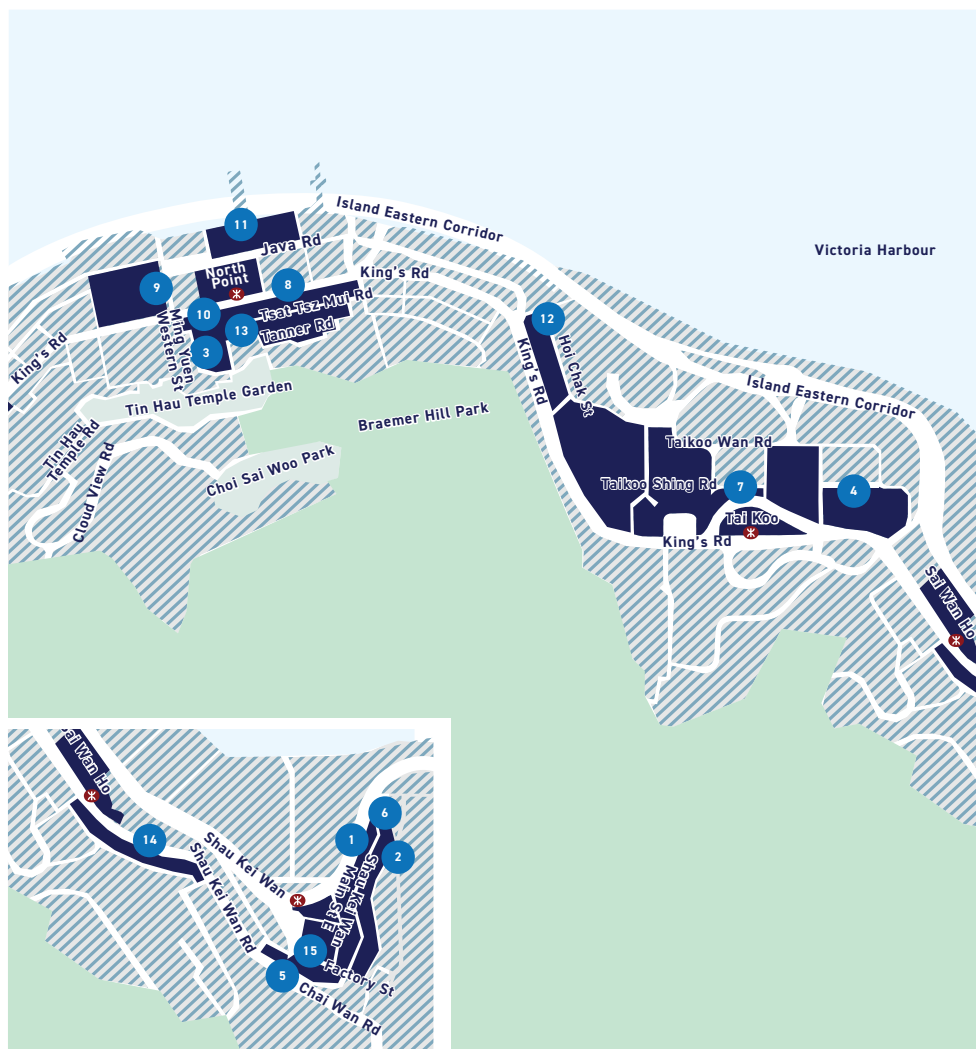 Island Eastern Corridor
Victoria Harbour
11
Java Rd
King's Rd
North
Point
8
9
10
Tsat-Tsz-Mui Rd
13
Tanner Rd
12
Ming Yuen
Western St
3
King's Rd
King's Rd
Hoi Chak St
Tin Hau Temple Garden
Island Eastern Corridor
Braemer Hill Park
Tin Hau
Temple Rd
Cloud View Rd
Choi Sai Woo Park
Taikoo Wan Rd
Taikoo Shing Rd
7
4
Tai Koo
King's Rd
Sai Wan Ho
Sai Wan Ho
6
14
1
2
Shau Kei Wan
Shau Kei Wan Rd
Shau Kei Wan
Main St E
15
5
Factory St
Chai Wan Rd